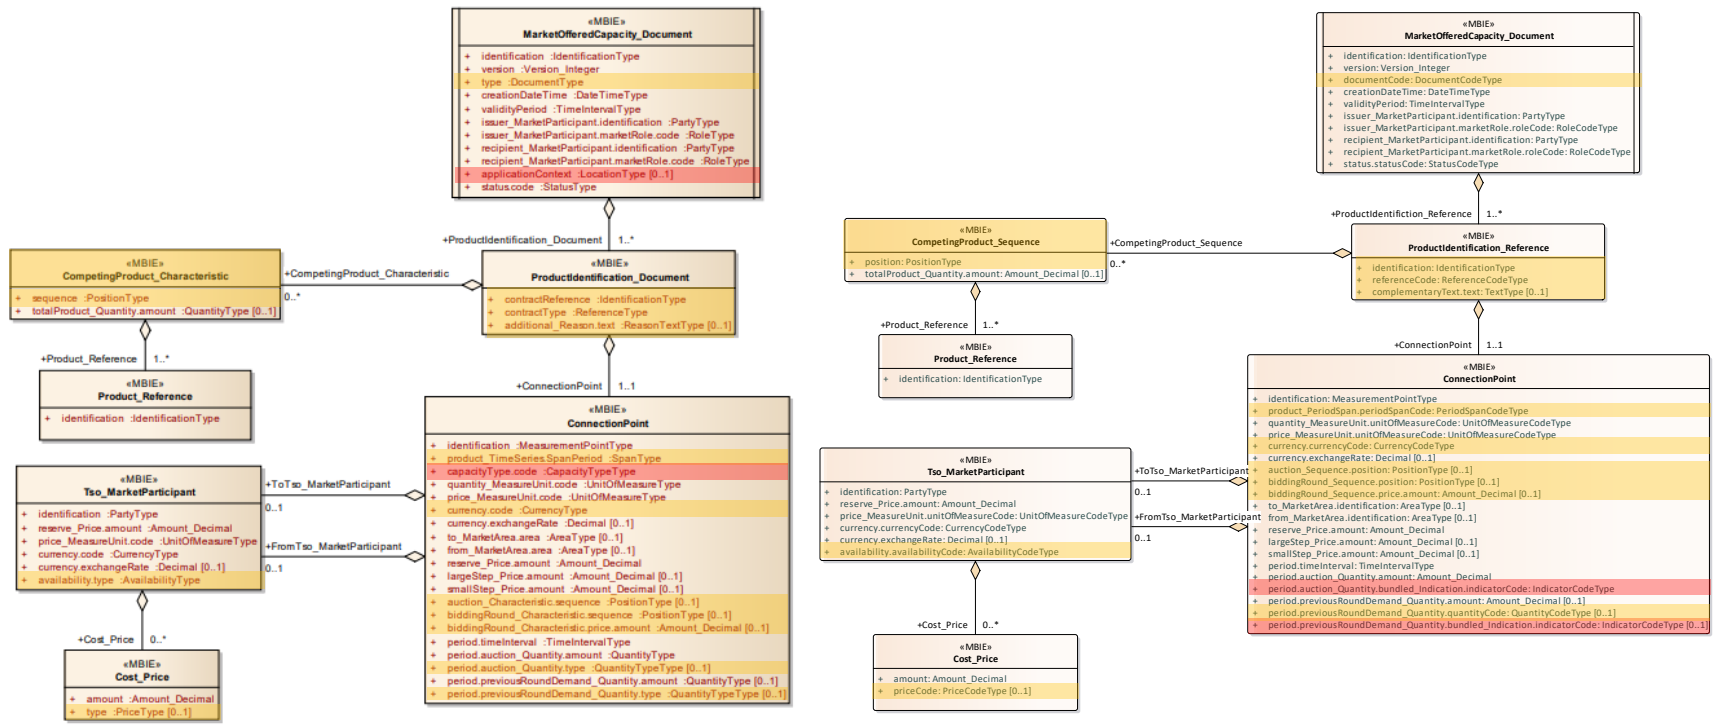 «MBIE»
MarketOfferedCapacity_Document
+ identification :IdentificationType
+ version :Version_Integer
+ type :DocumentType
+ creationDateTime :DateTimeType
+ validityPeriod :TimeIntervalType
+ issuer_MarketParticipant.identification :PartyType
+ issuer_MarketParticipant.marketRole.code :RoleType
+ recipient_MarketParticipant.identification :PartyType
+ recipient_MarketParticipant.marketRole.code :RoleType
+ applicationContext :LocationType [0..1]
+ status.code :StatusType
+ProductIdentification_Document 1..*
«MBIE»
CompetingProduct_Characteristic
+ sequence :PositionType
+ totalProduct_Quantity.amount :QuantityType [0..1]
+CompetingProduct_Characteristic
0..*
«MBIE»
ProductIdentification_Document
+ contractReference :IdentificationType
+ contractType :ReferenceType
+ additional_Reason.text :ReasonTextType [0..1]
+Product_Reference 1..*
«MBIE»
Product_Reference
+ identification :IdentificationType
+ConnectionPoint 1..1
«MBIE»
ConnectionPoint
+ identification :MeasurementPointType
+ product_TimeSeries.SpanPeriod :SpanType
+ capacityType.code :CapacityTypeType
+ quantity_MeasureUnit.code :UnitOfMeasureType
+ price_MeasureUnit.code :UnitOfMeasureType
+ currency.code :CurrencyType
+ currency.exchangeRate :Decimal [0..1]
+ to_MarketArea.area :AreaType [0..1]
+ from_MarketArea.area :AreaType [0..1]
+ reserve_Price.amount :Amount_Decimal
+ largeStep_Price.amount :Amount_Decimal [0..1]
+ smallStep_Price.amount :Amount_Decimal [0..1]
+ auction_Characteristic.sequence :PositionType [0..1]
+ biddingRound_Characteristic.sequence :PositionType [0..1]
+ biddingRound_Characteristic.price.amount :Amount_Decimal [0..1]
+ period.timeInterval :TimeIntervalType
+ period.auction_Quantity.amount :QuantityType
+ period.auction_Quantity.type :QuantityTypeType [0..1]
+ period.previousRoundDemand_Quantity.amount :QuantityType [0..1]
+ period.previousRoundDemand_Quantity.type :QuantityTypeType [0..1]
«MBIE»
Tso_MarketParticipant
+ identification :PartyType
+ reserve_Price.amount :Amount_Decimal
+ price_MeasureUnit.code :UnitOfMeasureType
+ currency.code :CurrencyType
+ currency.exchangeRate :Decimal [0..1]
+ availability.type :AvailabilityType
+ToTso_MarketParticipant
0..1
+FromTso_MarketParticipant
0..1
+Cost_Price 0..*
«MBIE»
Cost_Price
+ amount :Amount_Decimal
+ type :PriceType [0..1]
«MBIE»
MarketOfferedCapacity_Document
+ identification: IdentificationType
+ version: Version_Integer
+ documentCode: DocumentCodeType
+ creationDateTime: DateTimeType
+ validityPeriod: TimeIntervalType
+ issuer_MarketParticipant.identification: PartyType
+ issuer_MarketParticipant.marketRole.roleCode: RoleCodeType
+ recipient_MarketParticipant.identification: PartyType
+ recipient_MarketParticipant.marketRole.roleCode: RoleCodeType
+ status.statusCode: StatusCodeType
+ProductIdentifiction_Reference 1..*
«MBIE»
CompetingProduct_Sequence
+ position: PositionType
+ totalProduct_Quantity.amount: Amount_Decimal [0..1]
+CompetingProduct_Sequence
0..*
«MBIE»
ProductIdentification_Reference
+ identification: IdentificationType
+ referenceCode: ReferenceCodeType
+ complementaryText.text: TextType [0..1]
+Product_Reference 1..*
«MBIE»
Product_Reference
+ identification: IdentificationType
+ConnectionPoint 1..1
«MBIE»
ConnectionPoint
+ identification: MeasurementPointType
+ product_PeriodSpan.periodSpanCode: PeriodSpanCodeType
+ quantity_MeasureUnit.unitOfMeasureCode: UnitOfMeasureCodeType
+ price_MeasureUnit.unitOfMeasureCode: UnitOfMeasureCodeType
+ currency.currencyCode: CurrencyCodeType
+ currency.exchangeRate: Decimal [0..1]
+ auction_Sequence.position: PositionType [0..1]
+ biddingRound_Sequence.position: PositionType [0..1]
+ biddingRound_Sequence.price.amount: Amount_Decimal [0..1]
+ to_MarketArea.identification: AreaType [0..1]
+ from_MarketArea.identification: AreaType [0..1]
+ reserve_Price.amount: Amount_Decimal
+ largeStep_Price.amount: Amount_Decimal [0..1]
+ smallStep_Price.amount: Amount_Decimal [0..1]
+ period.timeInterval: TimeIntervalType
+ period.auction_Quantity.amount: Amount_Decimal
+ period.auction_Quantity.bundled_Indication.indicatorCode: IndicatorCodeType
+ period.previousRoundDemand_Quantity.amount: Amount_Decimal [0..1]
+ period.previousRoundDemand_Quantity.quantityCode: QuantityCodeType [0..1]
+ period.previousRoundDemand_Quantity.bundled_Indication.indicatorCode: IndicatorCodeType [0..1]
«MBIE»
Tso_MarketParticipant
+ identification: PartyType
+ reserve_Price.amount: Amount_Decimal
+ price_MeasureUnit.unitOfMeasureCode: UnitOfMeasureCodeType
+ currency.currencyCode: CurrencyCodeType
+ currency.exchangeRate: Decimal [0..1]
+ availability.availabilityCode: AvailabilityCodeType
+ToTso_MarketParticipant
0..1
+FromTso_MarketParticipant
0..1
+Cost_Price 0..*
«MBIE»
Cost_Price
+ amount: Amount_Decimal
+ priceCode: PriceCodeType [0..1]